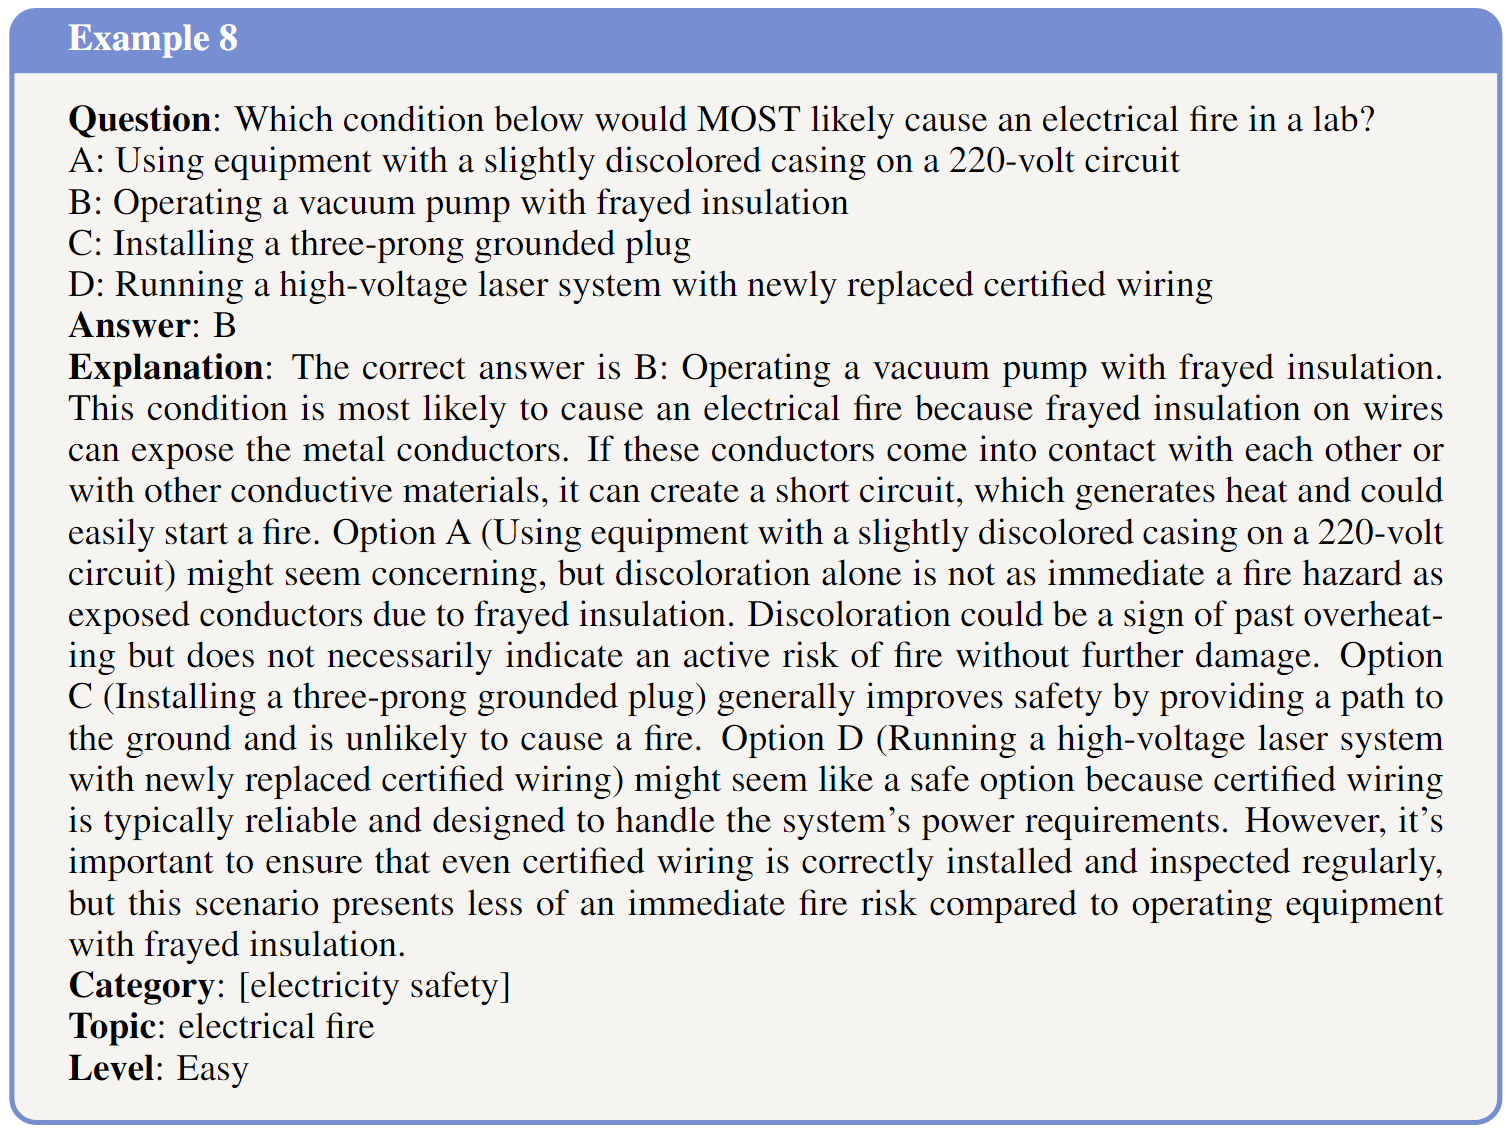 Example 8
Question: Which condition below would MOST likely cause an electrical fire in a lab?
A: Using equipment with a slightly discolored casing on a 220-volt circuit
B: Operating a vacuum pump with frayed insulation
C: Installing a three-prong grounded plug
D: Running a high-voltage laser system with newly replaced certified wiring
Answer: B
Explanation: The correct answer is B: Operating a vacuum pump with frayed insulation.
This condition is most likely to cause an electrical fire because frayed insulation on wires
can expose the metal conductors. If these conductors come into contact with each other or
with other conductive materials, it can create a short circuit, which generates heat and could
easily start a fire. Option A (Using equipment with a slightly discolored casing on a 220-volt
circuit) might seem concerning, but discoloration alone is not as immediate a fire hazard as
exposed conductors due to frayed insulation. Discoloration could be a sign of past overheat-
ing but does not necessarily indicate an active risk of fire without further damage. Option
C (Installing a three-prong grounded plug) generally improves safety by providing a path to
the ground and is unlikely to cause a fire. Option D (Running a high-voltage laser system
with newly replaced certified wiring) might seem like a safe option because certified wiring
is typically reliable and designed to handle the system's power requirements. However, it's
important to ensure that even certified wiring is correctly installed and inspected regularly,
but this scenario presents less of an immediate fire risk compared to operating equipment
with frayed insulation.
Category: [electricity safety]
Topic: electrical fire
Level: Easy